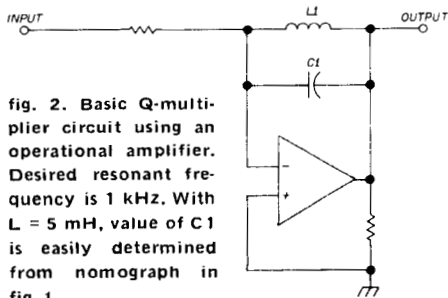 INPUT
L1
OUTPUT
C1
−
+
fig. 2. Basic Q-multi-
plier circuit using an
operational amplifier.
Desired resonant fre-
quency is 1 kHz. With
L = 5 mH, value of C1
is easily determined
from nomograph in
fig. 1.